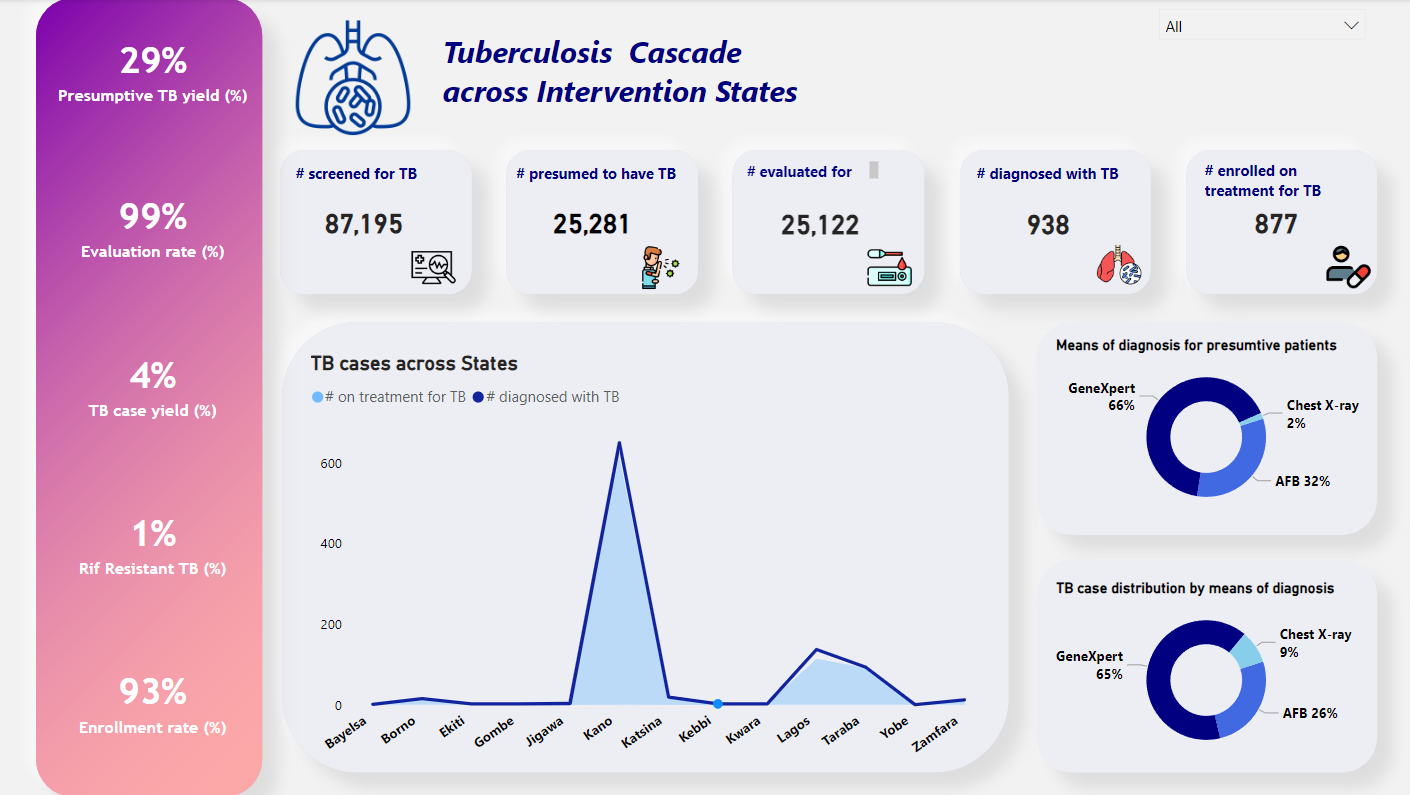 29%
Presumptive TB yield (%)
99%
Evaluation rate (%)
4%
TB case yield (%)
1%
Rif Resistant TB (%)
93%
Enrollment rate (%)
Tuberculosis Cascade
across Intervention States
All
# screened for TB
87,195
# presumed to have TB
25,281
# evaluated for
25,122
# diagnosed with TB
938
# enrolled on
treatment for TB
877
TB cases across States
# on treatment for TB # diagnosed with TB
600
400
200
0
Bayelsa
Borno
Ekiti
Gombe
Jigawa
Kano
Katsina
Kebbi
Kwara
Lagos
Taraba
Yobe
Zamfara
Means of diagnosis for presumtive patients
GeneXpert
66%
Chest X-ray
2%
AFB 32%
TB case distribution by means of diagnosis
GeneXpert
65%
Chest X-ray
9%
AFB 26%